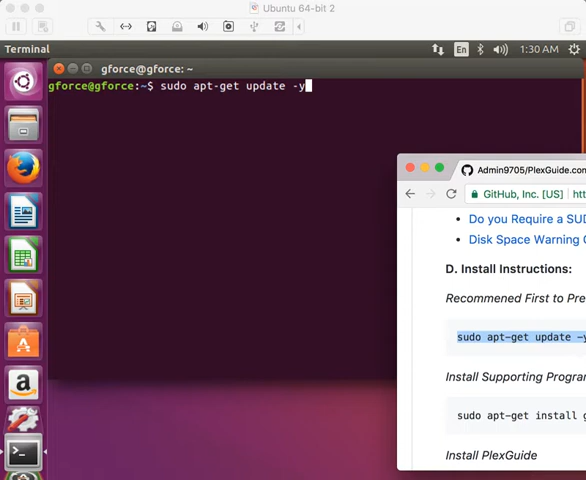 Ubuntu 64-bit 2
Terminal
En
1:30 AM
gforce@gforce: ~
gforce@gforce:~$ sudo apt-get update -y
Admin9705/PlexGuide.com
GitHub, Inc. [US]
Do you Require a SUD
Disk Space Warning
D. Install Instructions:
Recommened First to Pre
sudo apt-get update -y
Install Supporting Progra
sudo apt-get install g
Install PlexGuide